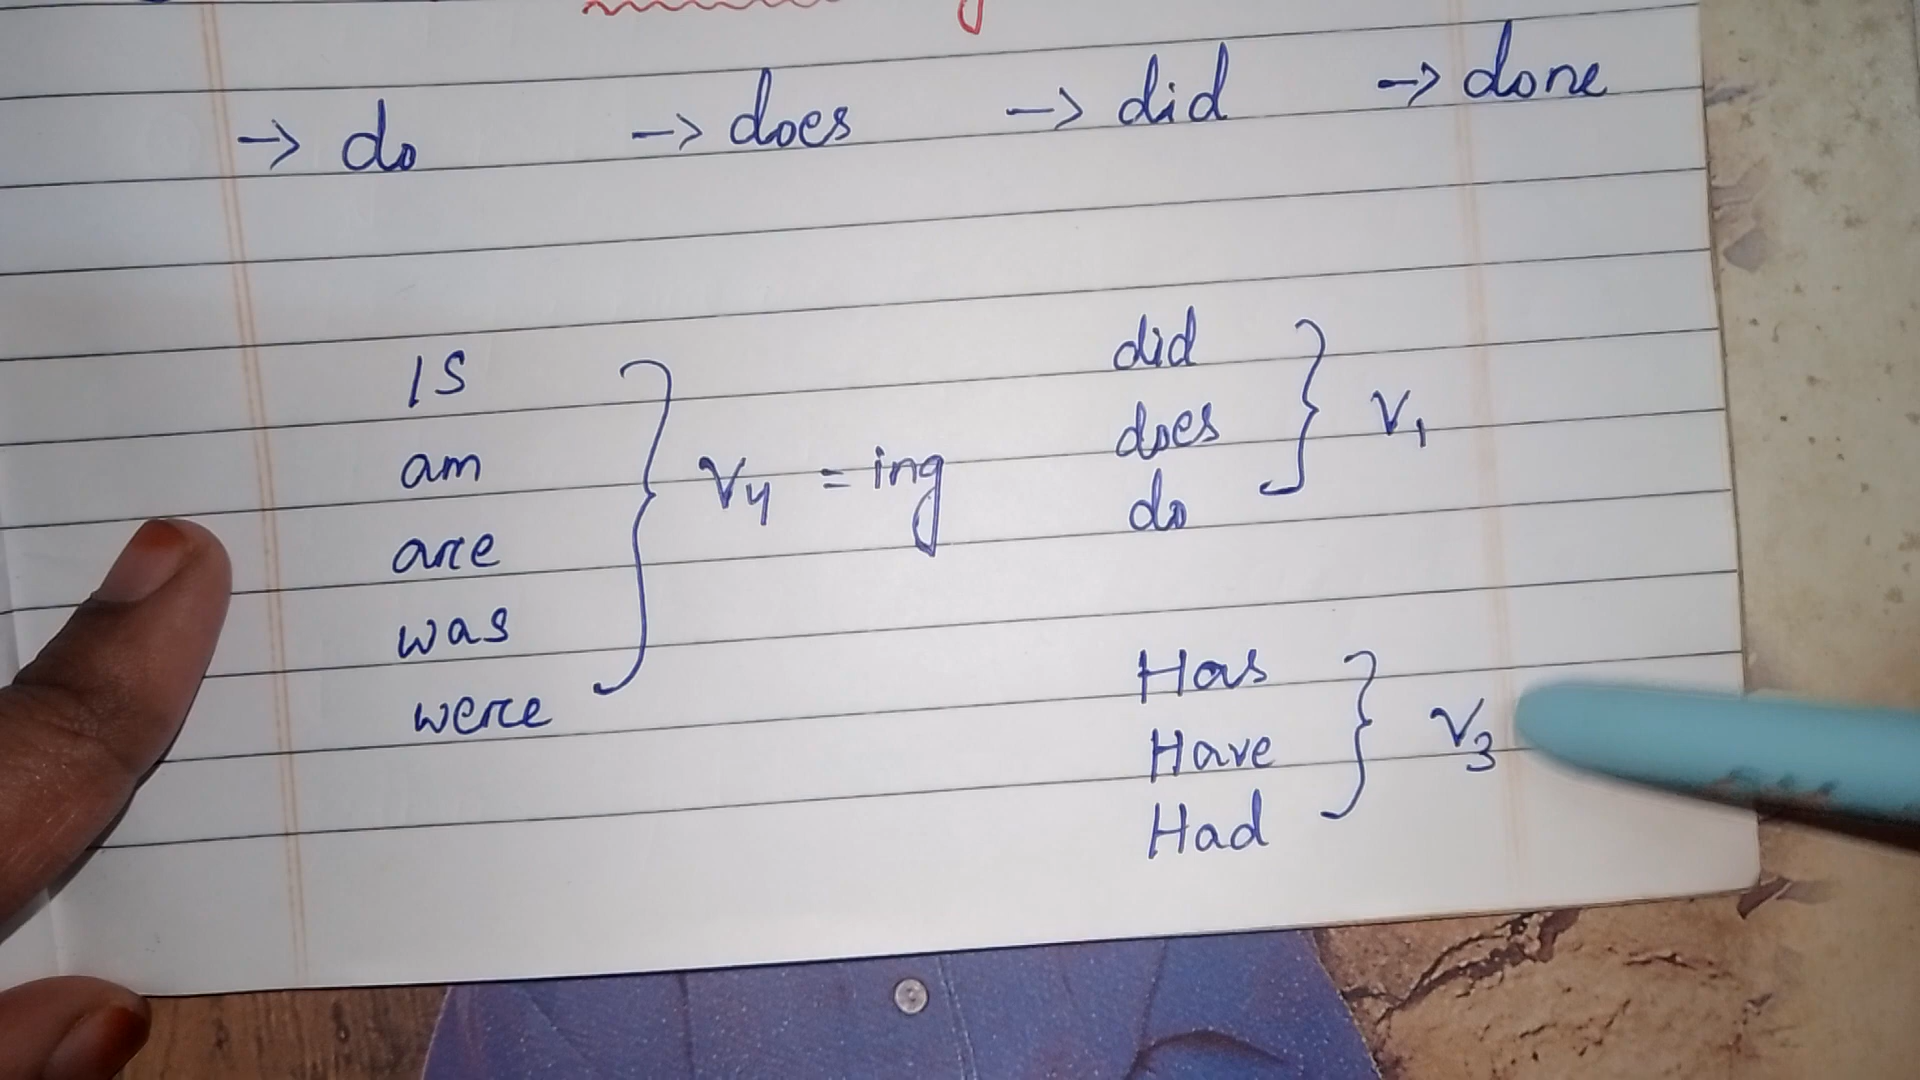 → do → does → did → done
Is
am
are
was
were
V4 = ing
did
does
do
V1
Has
Have
Had
V3